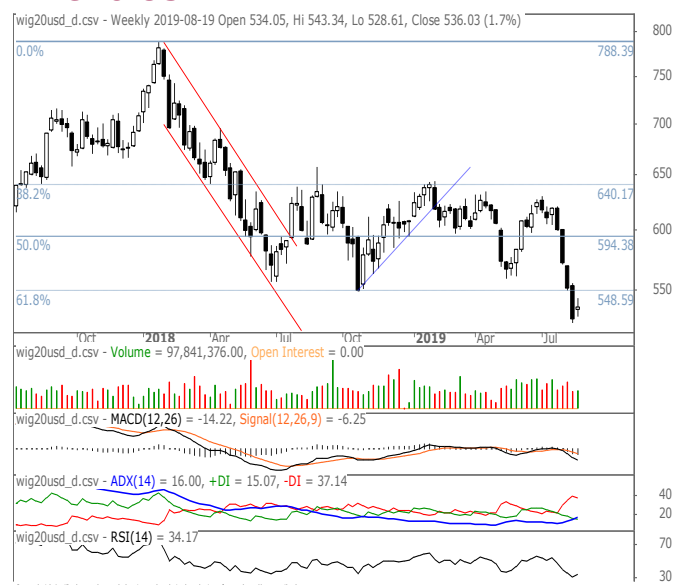 wig20usd_d.csv - Weekly 2019-08-19 Open 534.05, Hi 543.34, Lo 528.61, Close 536.03 (1.7%)
800
0.0% 788.39
750
700
650
38.2% 640.17
600
50.0% 594.38
550
61.8% 548.59
Oct 2018 Apr Jul Oct 2019 Apr Jul
wig20usd_d.csv - Volume = 97,841,376.00, Open Interest = 0.00
wig20usd_d.csv - MACD(12,26) = -14.22, Signal(12,26,9) = -6.25
wig20usd_d.csv - ADX(14) = 16.00, +DI = 15.07, -DI = 37.14
40
20
wig20usd_d.csv - RSI(14) = 34.17
70
30